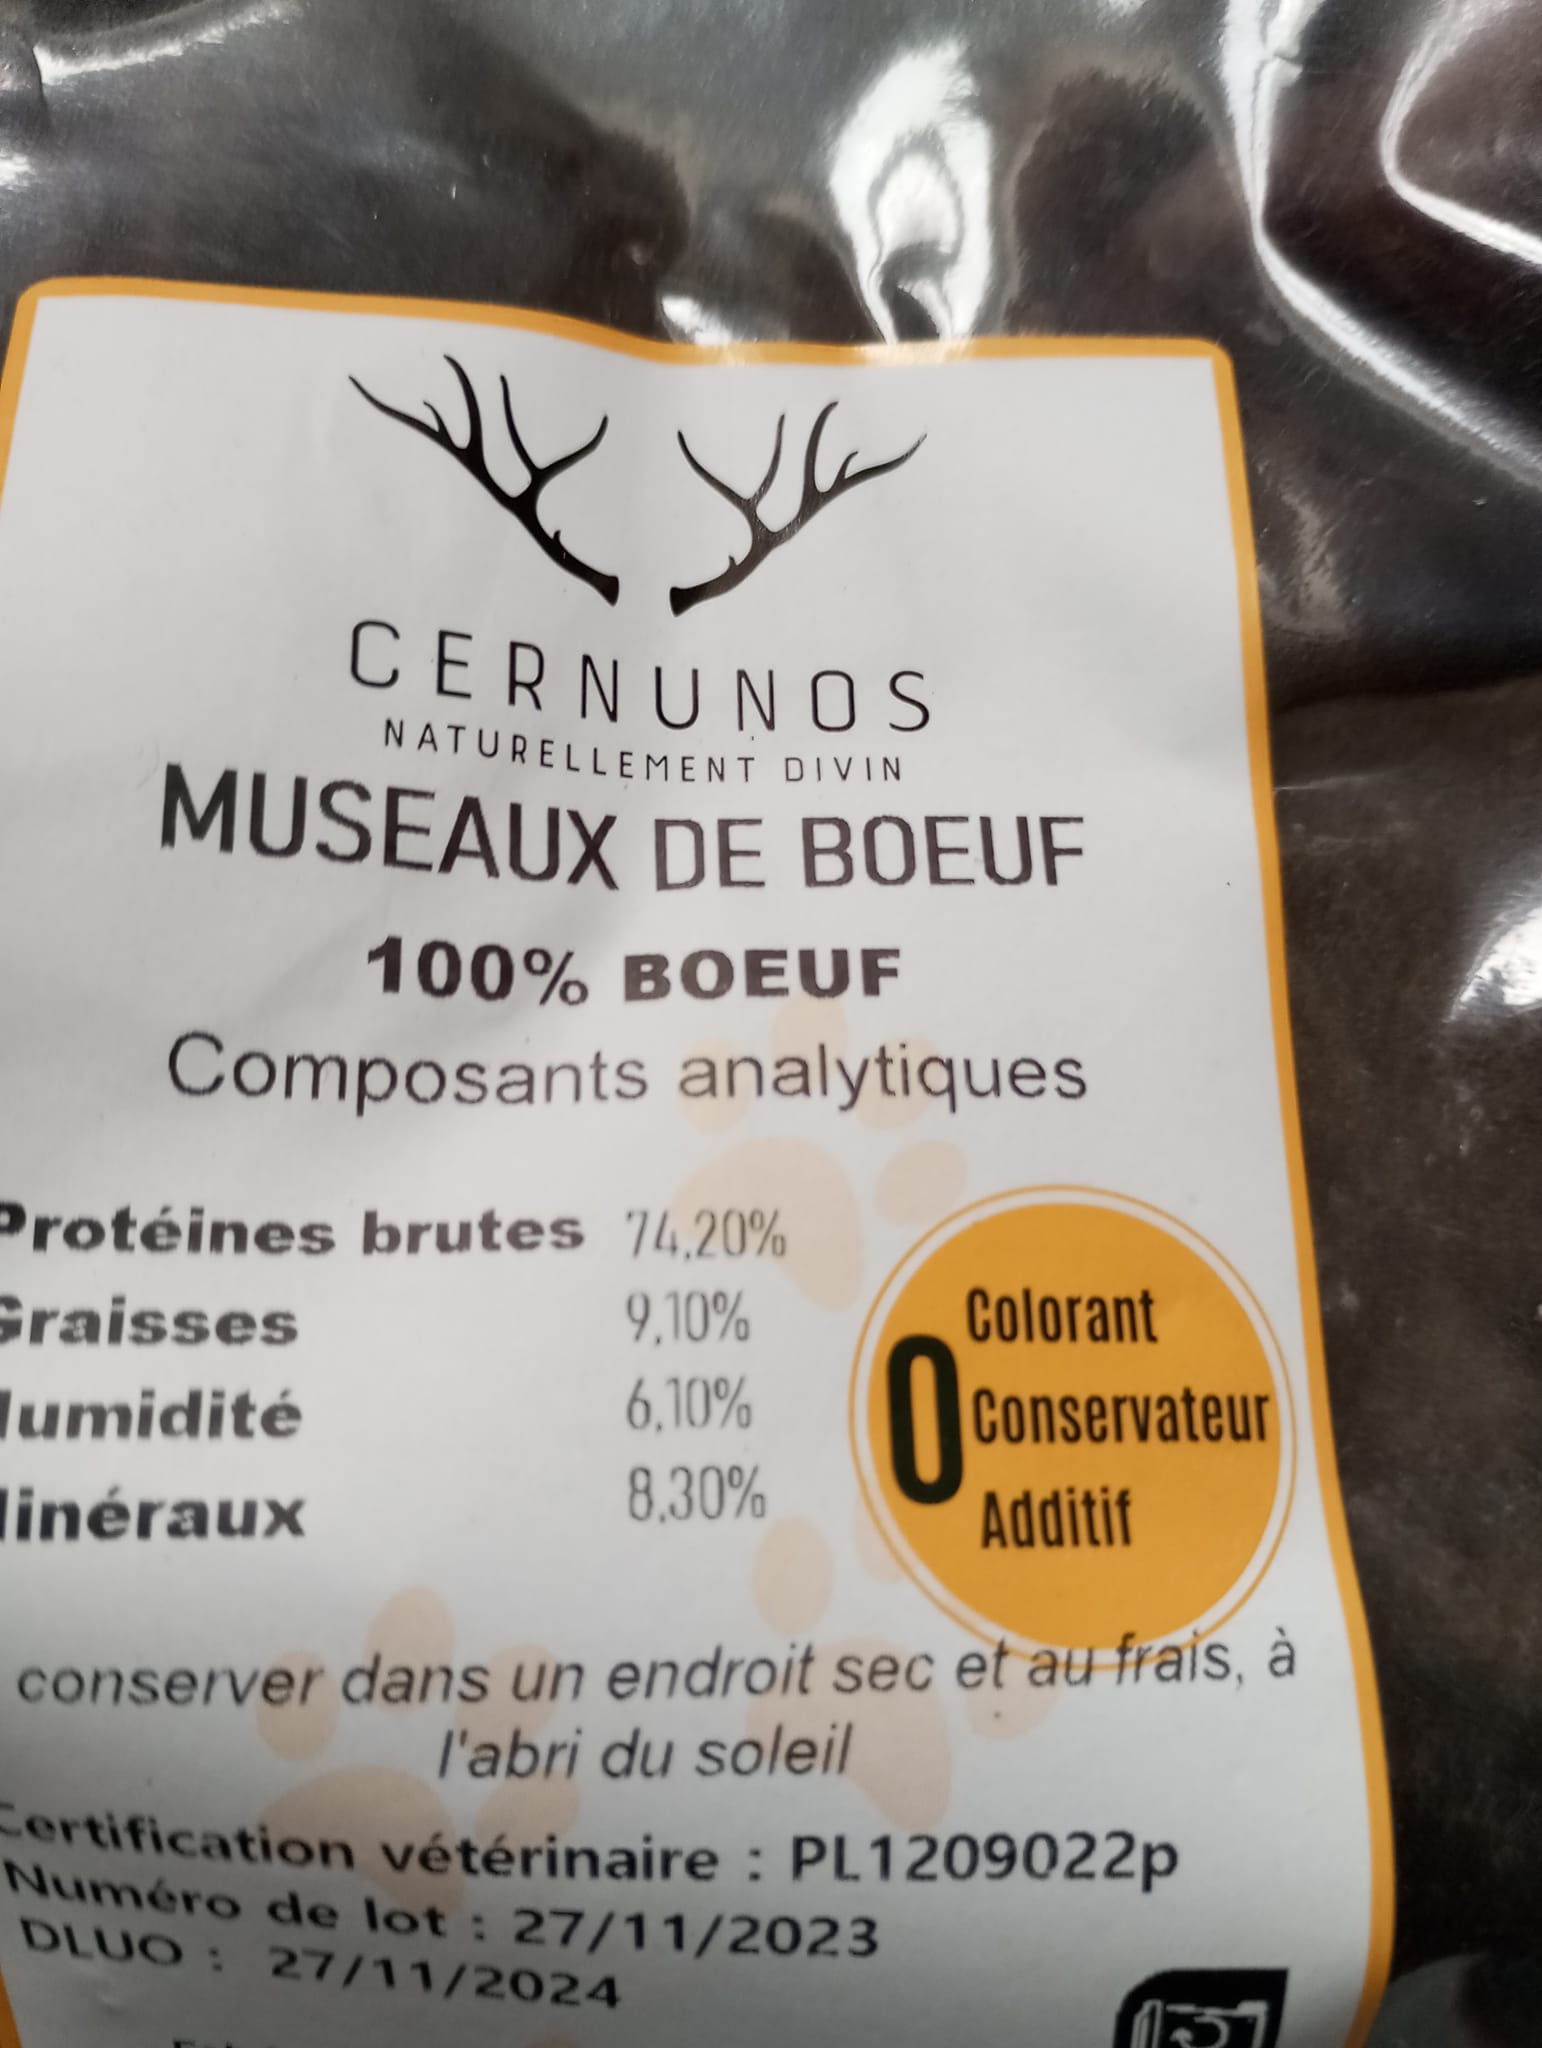 CERNUNOS
NATURELLEMENT DIVIN
MUSEAUX DE BOEUF
100% BOEUF
Composants analytiques
Protéines brutes 74,20%
Graisses 9,10%
Humidité 6,10%
Minéraux 8,30%
0 Colorant
Conservateur
Additif
conserver dans un endroit sec et au frais, à
l'abri du soleil
Certification vétérinaire : PL1209022p
Numéro de lot : 27/11/2023
DLUO : 27/11/2024